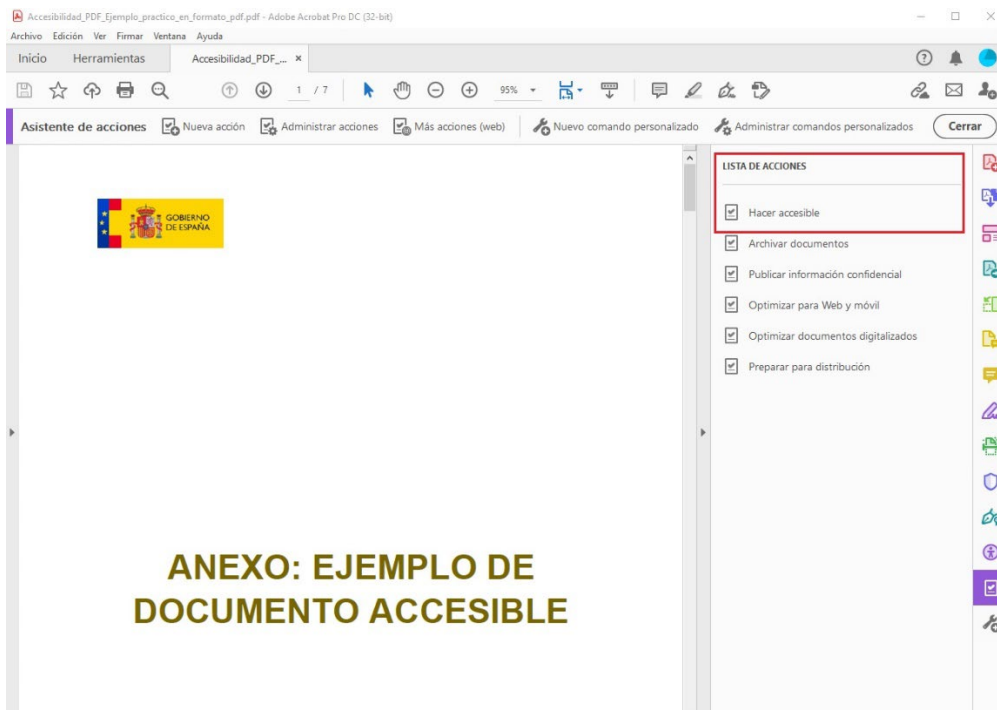 Accesibilidad_PDF_Ejemplo_practico_en_formato_pdf.pdf - Adobe Acrobat Pro DC (32-bit)
Archivo Edición Ver Firmar Ventana Ayuda
Inicio Herramientas Accesibilidad_PDF_... ×
1 / 7 95%
Asistente de acciones Nueva acción Administrar acciones Más acciones (web) Nuevo comando personalizado Administrar comandos personalizados Cerrar
GOBIERNO
DE ESPAÑA
ANEXO: EJEMPLO DE
DOCUMENTO ACCESIBLE
LISTA DE ACCIONES
Hacer accesible
Archivar documentos
Publicar información confidencial
Optimizar para Web y móvil
Optimizar documentos digitalizados
Preparar para distribución